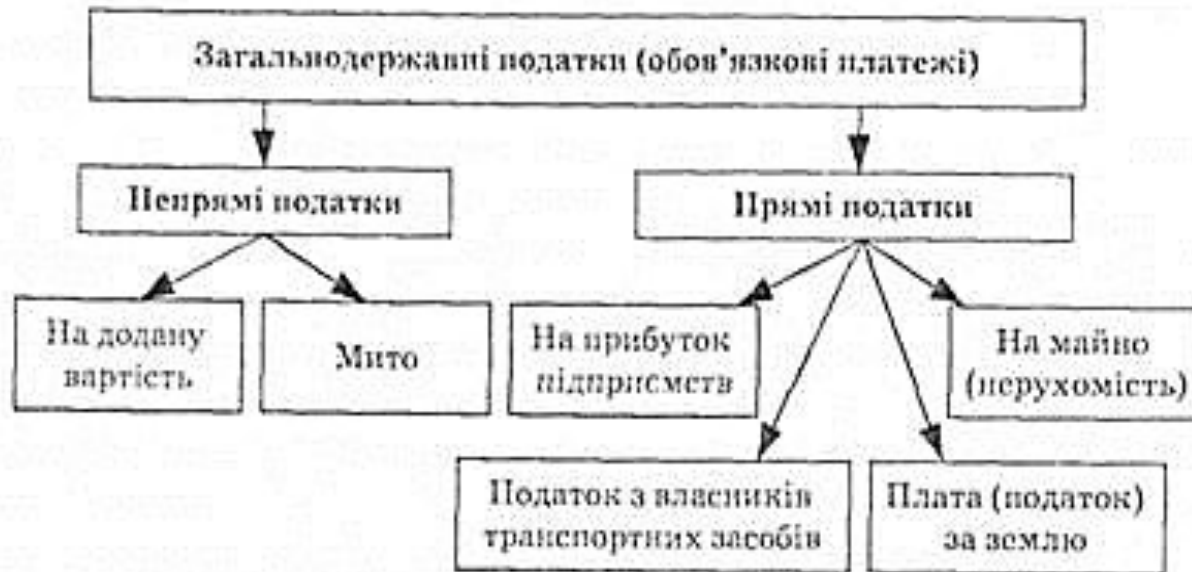 Загальнодержавні податки (обов’язкові платежі)
Непрямі податки
Прямі податки
На додану
вартість
Мито
На прибуток
підприємств
На майно
(нерухомість)
Податок з власників
транспортних засобів
Плата (податок)
за землю